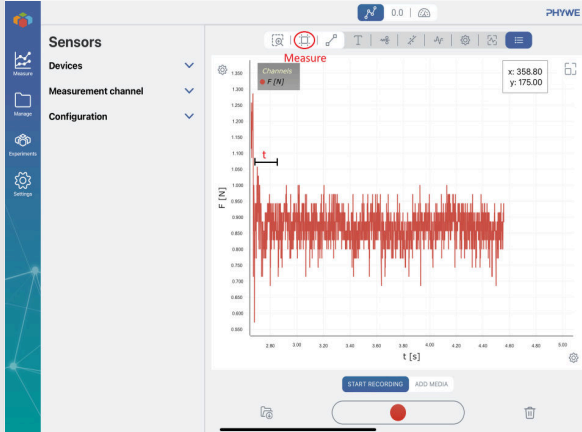 0.0
PHYWE
Sensors
Devices
Measurement channel
Configuration
Measure
Manage
Experiments
Settings
T
Measure
Channels
F [N]
x: 358.80
y: 175.00
1.350
1.300
1.250
1.200
1.150
1.100
1.050
1.000
0.950
0.900
0.850
0.800
0.750
0.700
0.650
0.600
0.550
F [N]
t
2.80
3.00
3.20
3.40
3.60
3.80
4.00
4.20
4.40
4.60
4.80
5.00
t [s]
START RECORDING
ADD MEDIA